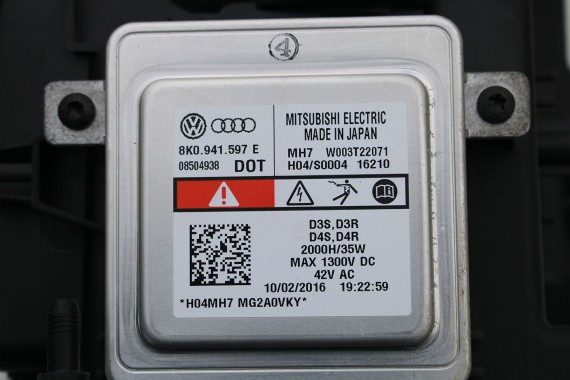 4
8K0.941.597 E
08504938 DOT
MITSUBISHI ELECTRIC
MADE IN JAPAN
MH7 W003T22071
H04/S0004 16210
D3S,D3R
D4S,D4R
2000H/35W
MAX 1300V DC
42V AC
10/02/2016 19:22:59
*H04MH7 MG2A0VKY*